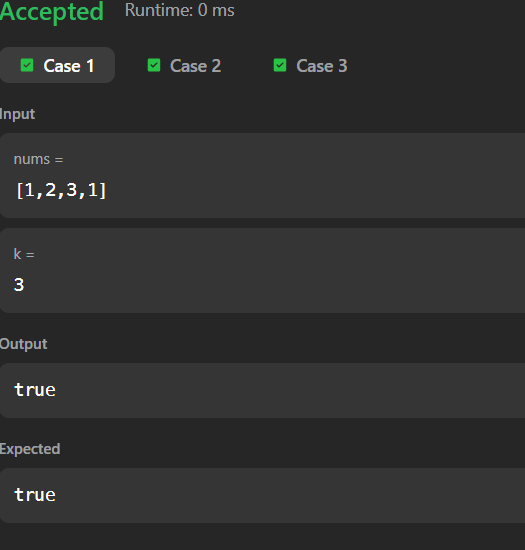 Accepted Runtime: 0 ms
Case 1 Case 2 Case 3
Input
nums =
[1,2,3,1]
k =
3
Output
true
Expected
true